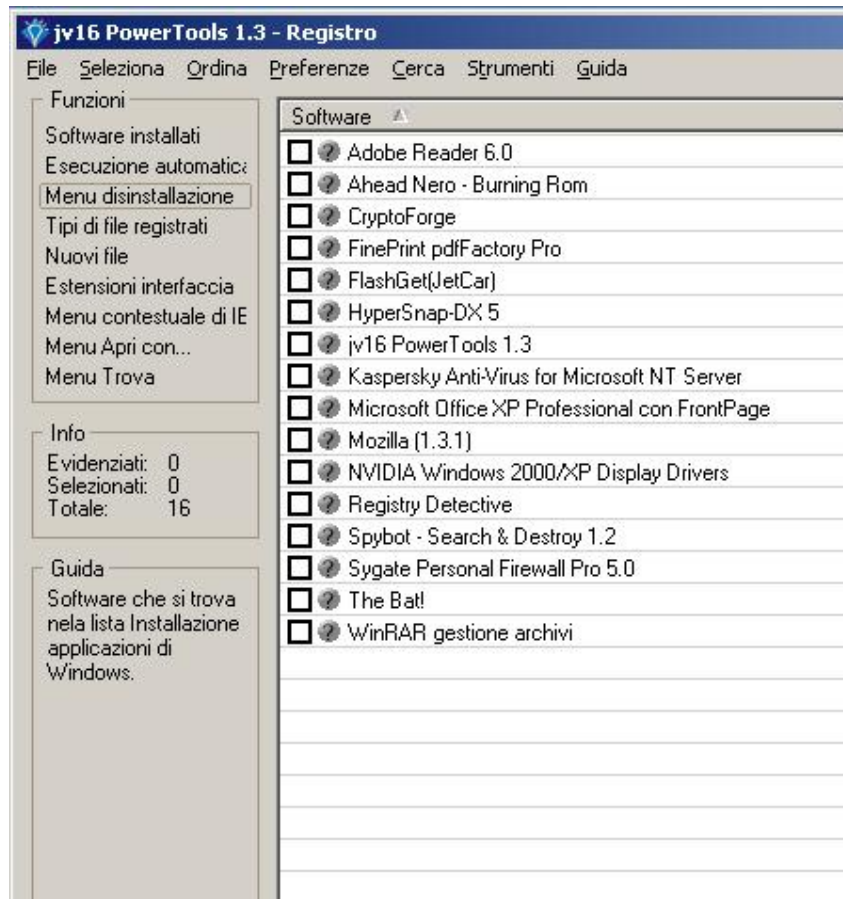 jv16 PowerTools 1.3 - Registro
File Seleziona Ordina Preferenze Cerca Strumenti Guida
Funzioni
Software installati
Esecuzione automatica
Menu disinstallazione
Tipi di file registrati
Nuovi file
Estensioni interfaccia
Menu contestuale di IE
Menu Apri con...
Menu Trova
Info
Evidenziati: 0
Selezionati: 0
Totale: 16
Guida
Software che si trova
nela lista Installazione
applicazioni di
Windows.
Software
Adobe Reader 6.0
Ahead Nero - Burning Rom
CryptoForge
FinePrint pdfFactory Pro
FlashGet(JetCar)
HyperSnap-DX 5
jv16 PowerTools 1.3
Kaspersky Anti-Virus for Microsoft NT Server
Microsoft Office XP Professional con FrontPage
Mozilla (1.3.1)
NVIDIA Windows 2000/XP Display Drivers
Registry Detective
Spybot - Search & Destroy 1.2
Sygate Personal Firewall Pro 5.0
The Bat!
WinRAR gestione archivi